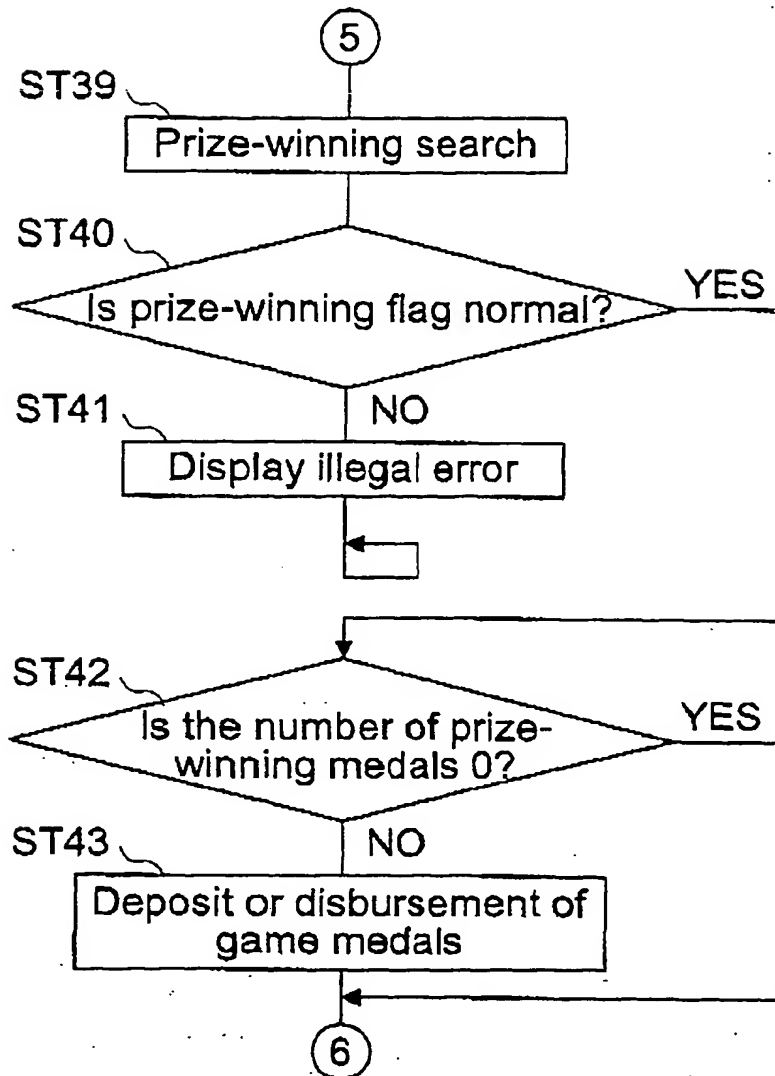 5
ST39
Prize-winning search
ST40
Is prize-winning flag normal?
YES
NO
ST41
Display illegal error
ST42
Is the number of prize-
winning medals 0?
YES
NO
ST43
Deposit or disbursement of
game medals
6